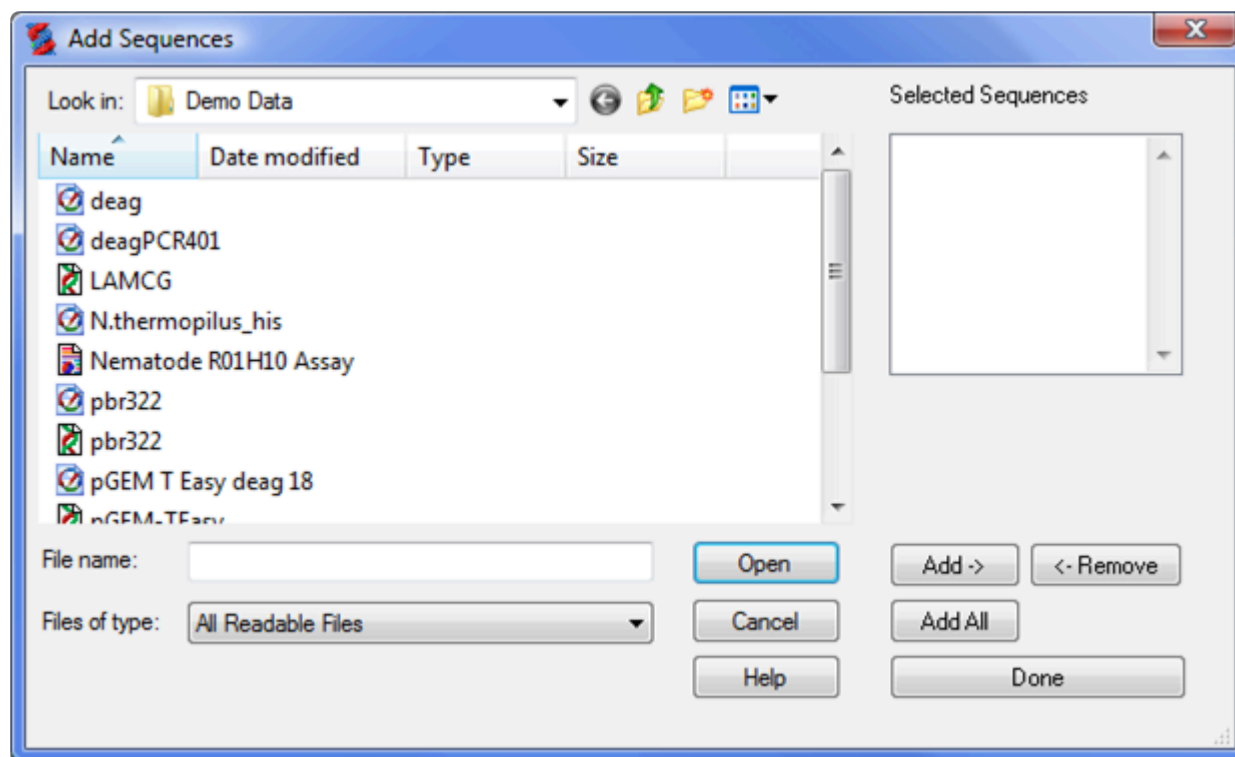 Add Sequences
Look in: Demo Data
Selected Sequences
Name Date modified Type Size
deag
deagPCR401
LAMCG
N.thermopilus_his
Nematode R01H10 Assay
pbr322
pbr322
pGEM T Easy deag 18
pGEM-TEasy
File name: Open Add -> <- Remove
Files of type: All Readable Files Cancel Add All
Help Done